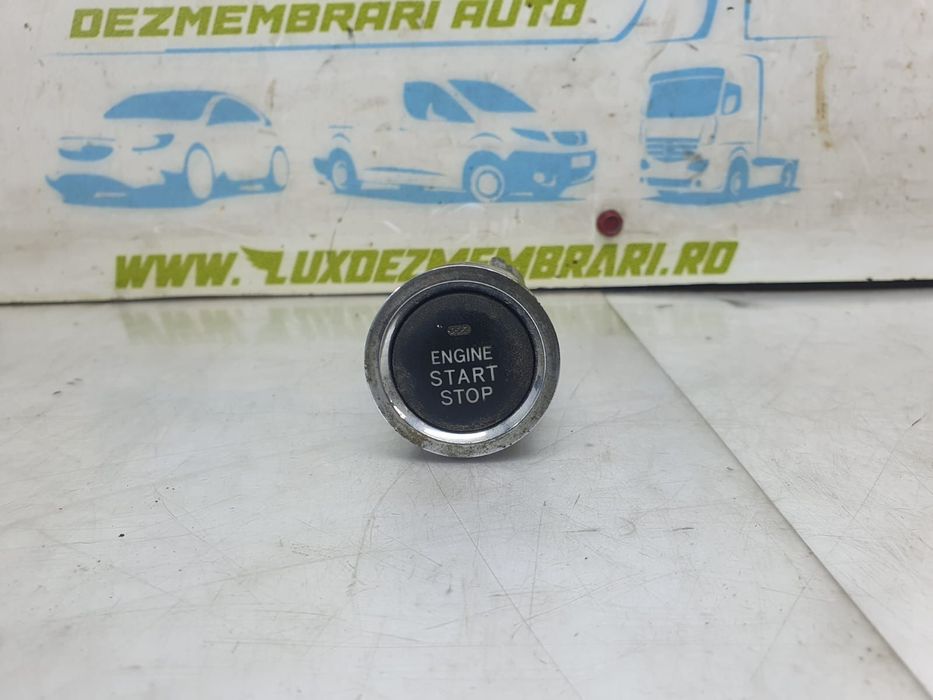 DEZMEMBRARI AUTO
WWW.LUXDEZMEMBRARI.RO
ENGINE
START
STOP